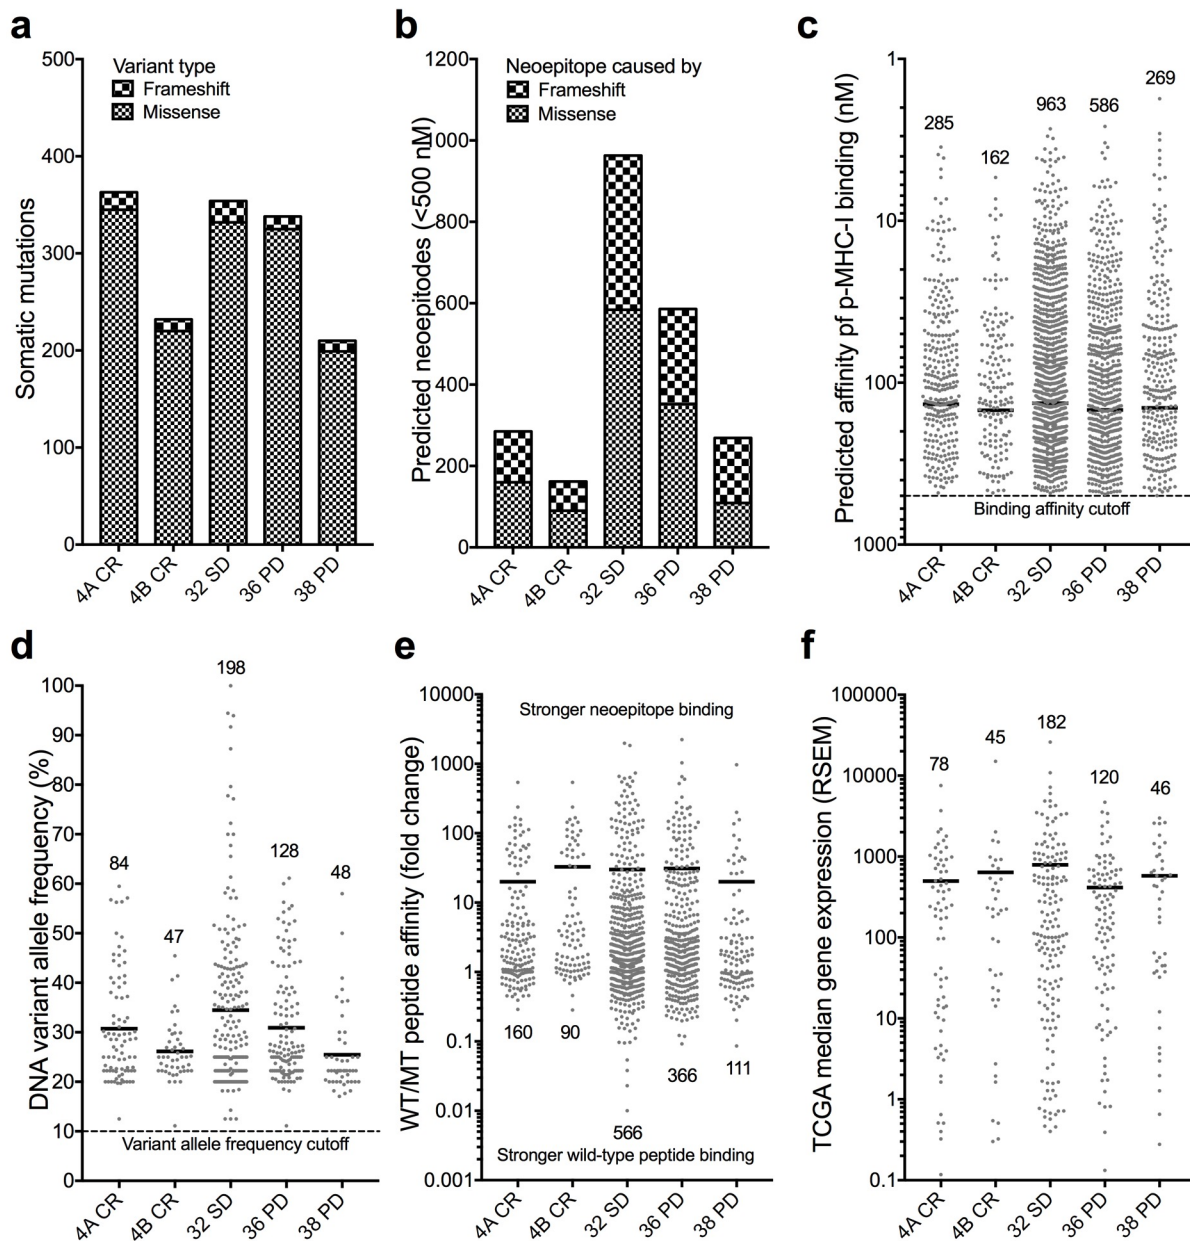 a
Somatic mutations
500
400
300
200
100
0
Variant type
Frameshift
Missense
4A CR
4B CR
32 SD
36 PD
38 PD
b
Predicted neoepitodes (<500 nM)
1200
1000
800
600
400
200
0
Neoepitope caused by
Frameshift
Missense
4A CR
4B CR
32 SD
36 PD
38 PD
c
Predicted affinity pf p-MHC-I binding (nM)
1
10
100
1000
285
162
963
586
269
Binding affinity cutoff
4A CR
4B CR
32 SD
36 PD
38 PD
d
DNA variant allele frequency (%)
100
90
80
70
60
50
40
30
20
10
0
84
47
198
128
48
Variant allele frequency cutoff
4A CR
4B CR
32 SD
36 PD
38 PD
e
WT/MT peptide affinity (fold change)
10000
1000
100
10
1
0.1
0.01
0.001
Stronger neoepitope binding
160
90
566
366
111
Stronger wild-type peptide binding
4A CR
4B CR
32 SD
36 PD
38 PD
f
TCGA median gene expression (RSEM)
100000
10000
1000
100
10
1
0.1
78
45
182
120
46
4A CR
4B CR
32 SD
36 PD
38 PD